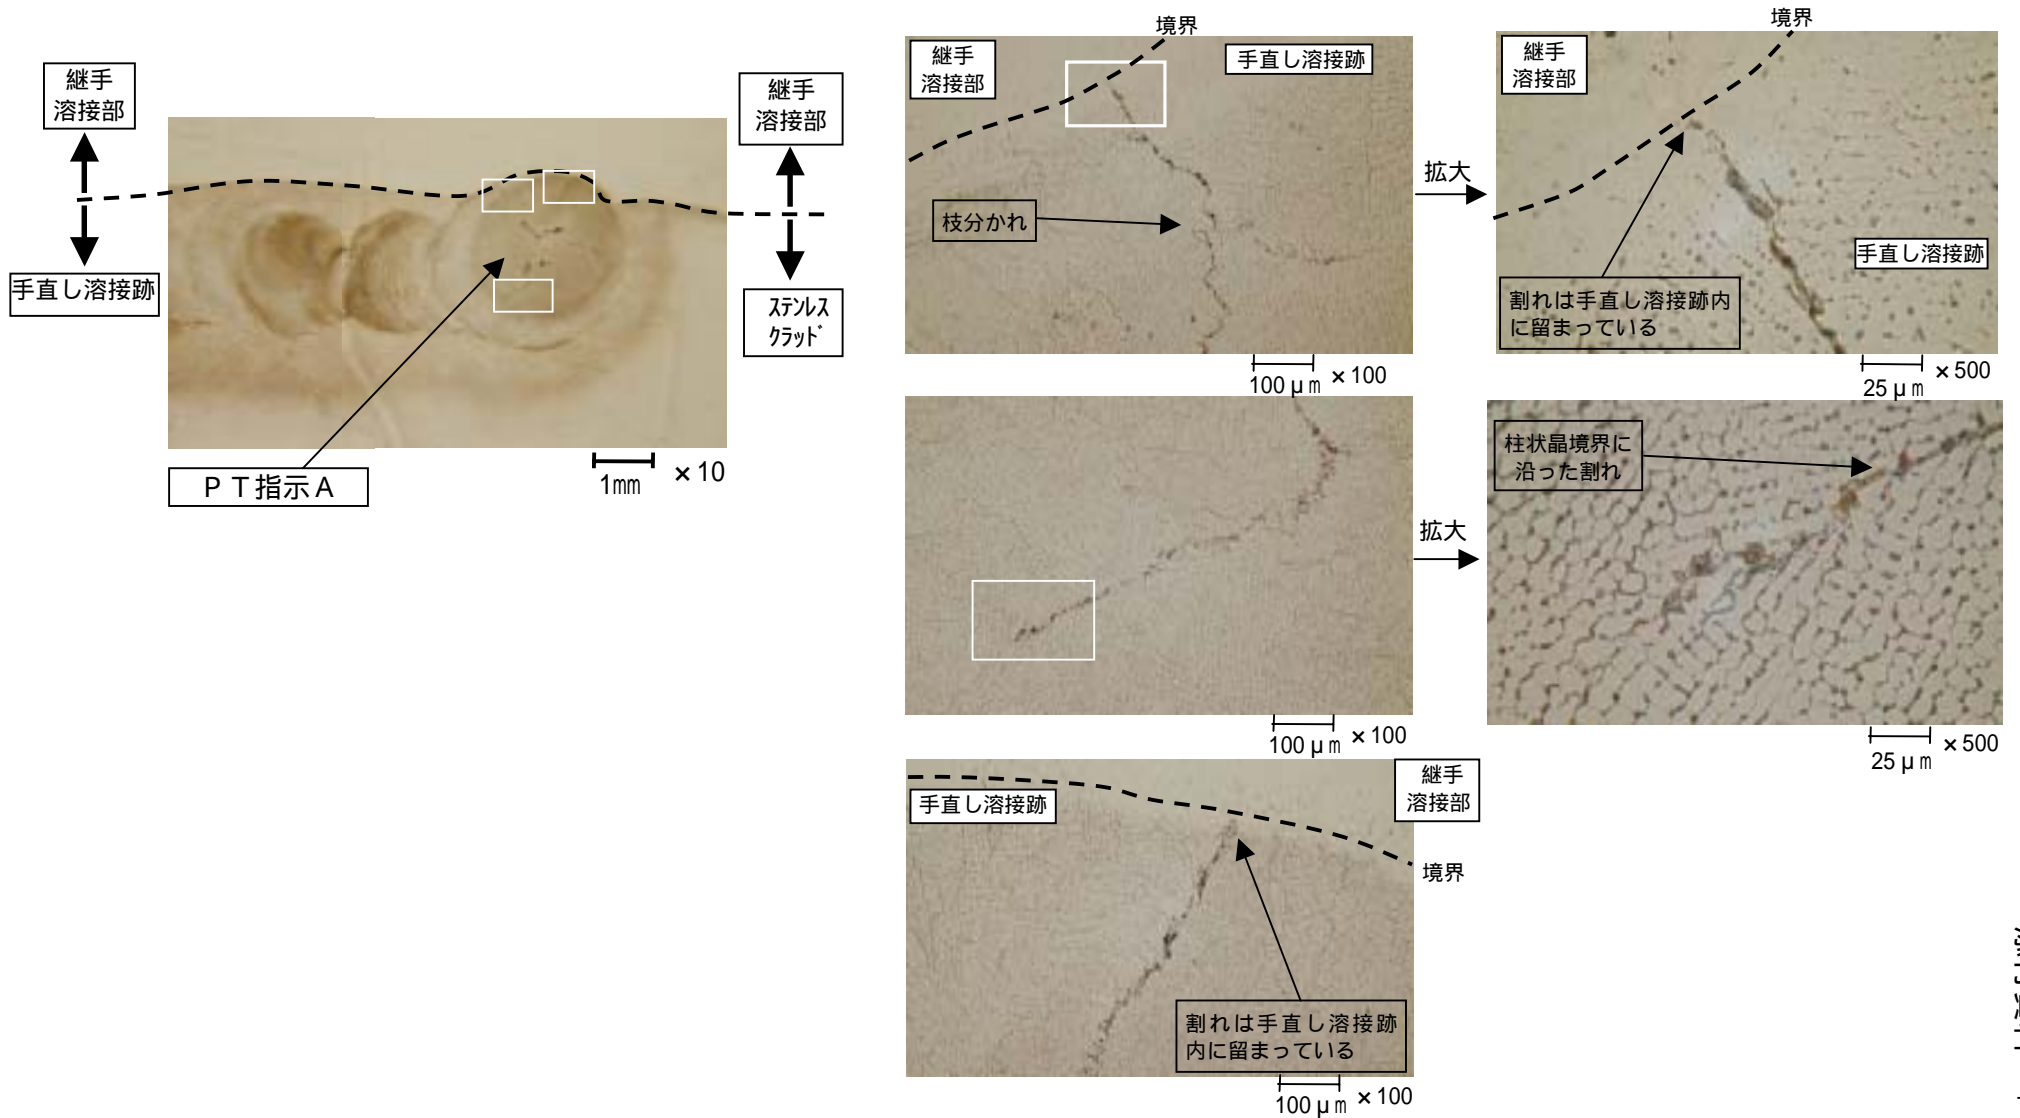 継手
溶接部
手直し溶接跡
継手
溶接部
ｽﾃﾝﾚｽ
ｸﾗｯﾄﾞ
ＰＴ指示Ａ
1mm
×10
境界
継手
溶接部
手直し溶接跡
枝分かれ
100μm
×100
拡大
境界
継手
溶接部
手直し溶接跡
割れは手直し溶接跡内
に留まっている
25μm
×500
100μm
×100
拡大
柱状晶境界に
沿った割れ
25μm
×500
手直し溶接跡
継手
溶接部
境界
割れは手直し溶接跡
内に留まっている
100μm
×100